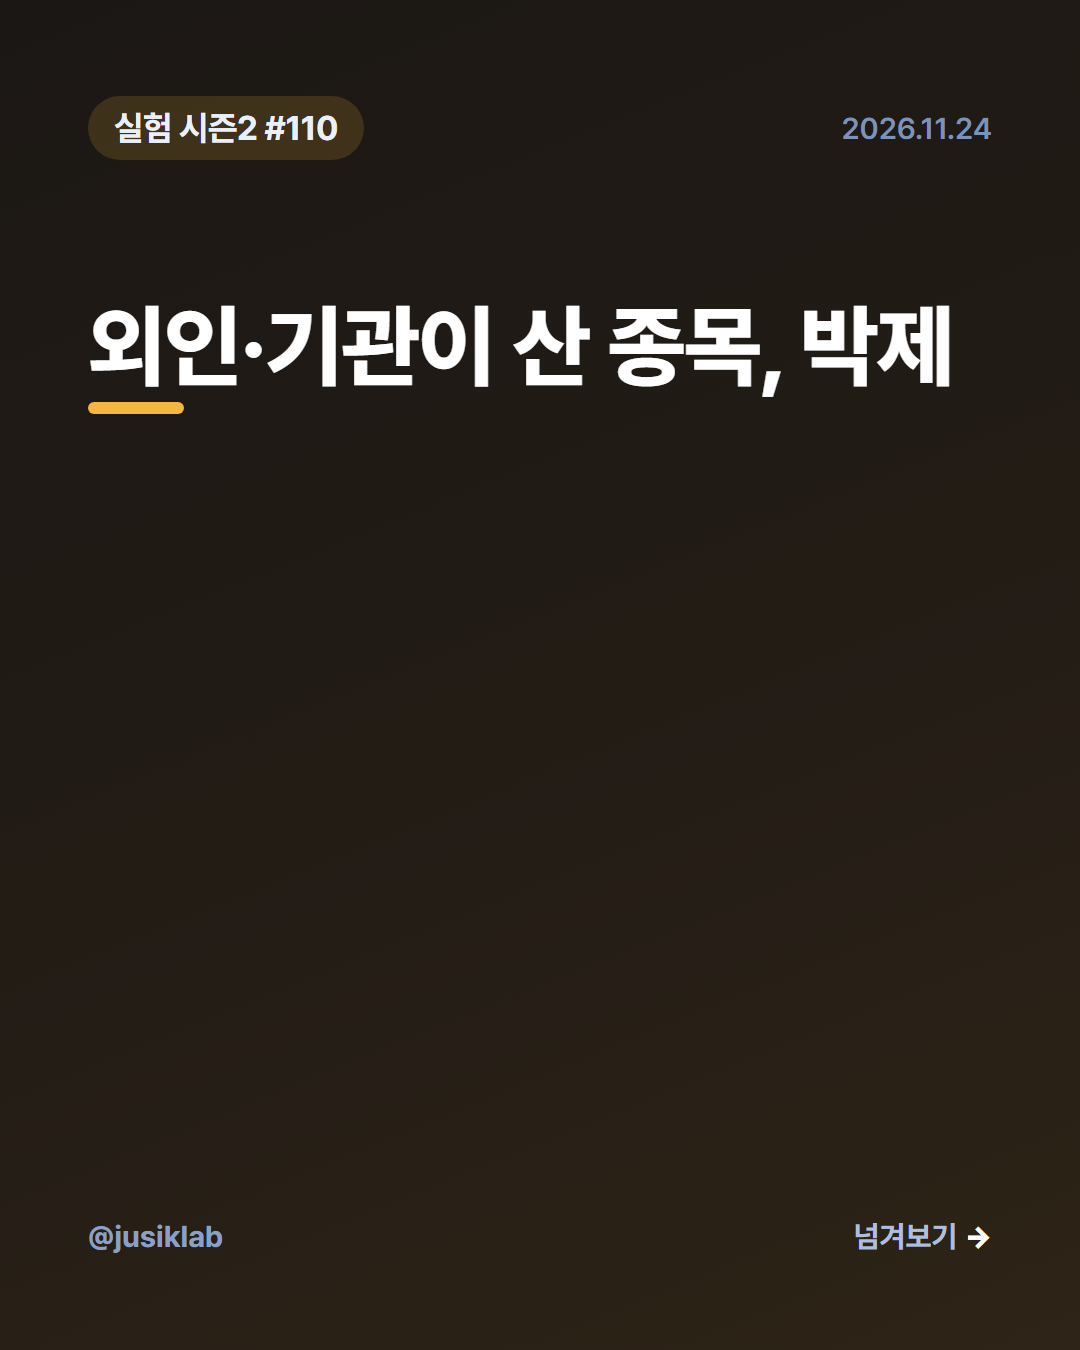 실험 시즌2 #110
2026.11.24
외인·기관이 산 종목, 박제
@jusiklab
넘겨보기 →